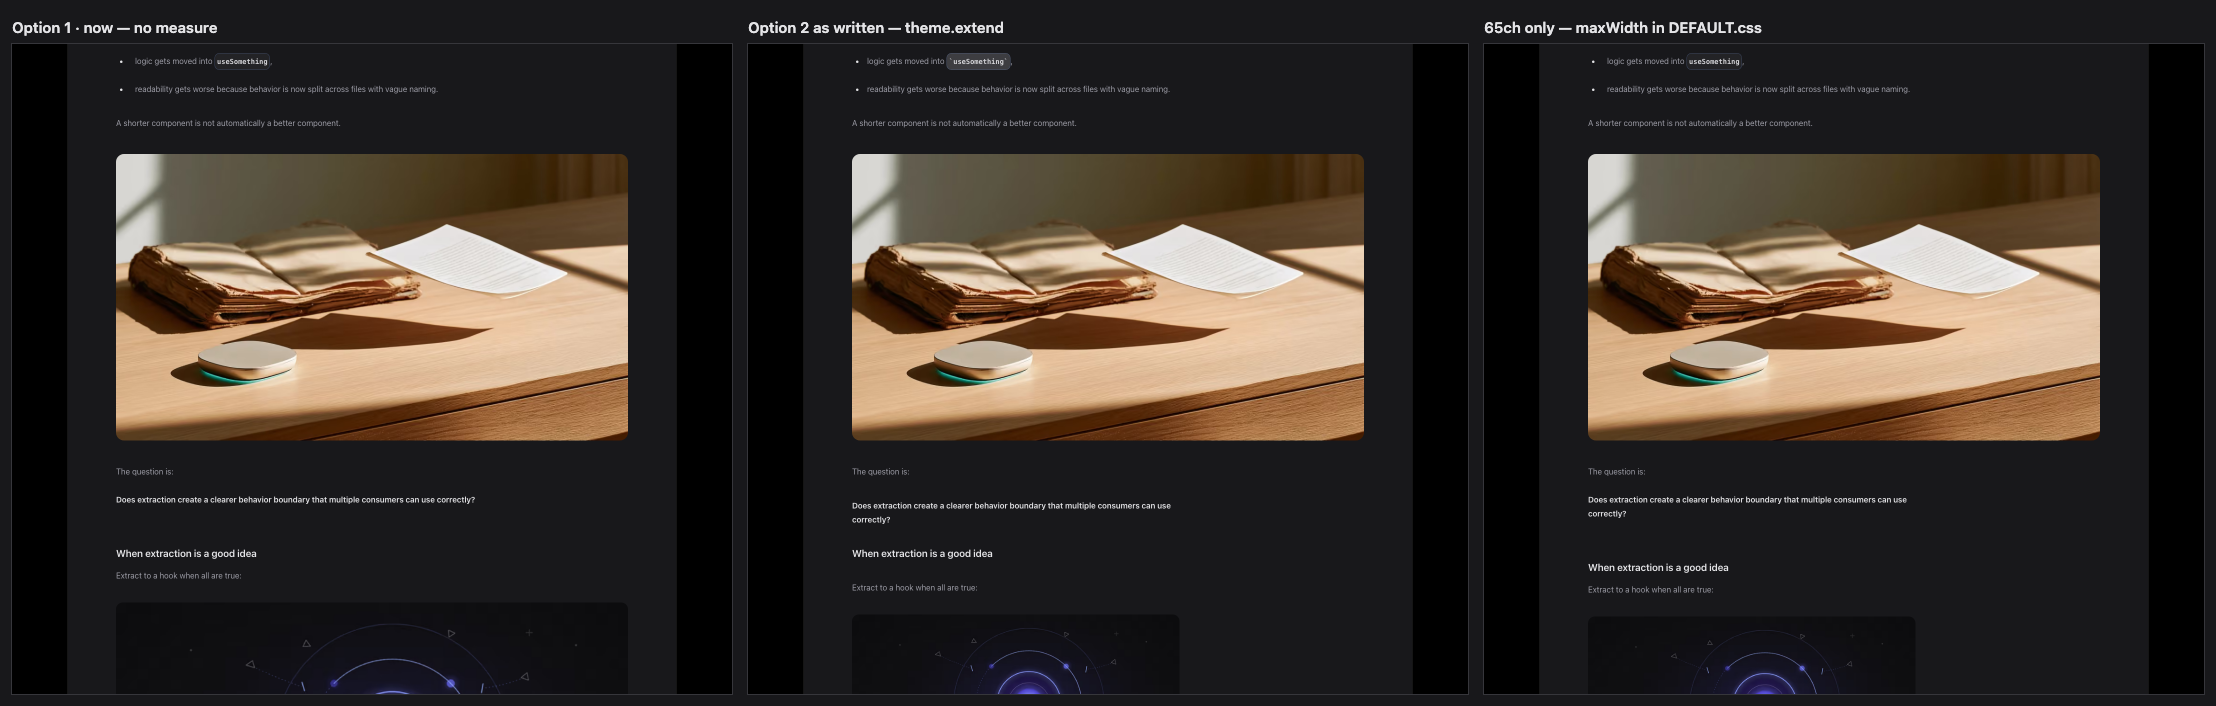 Option 1 · now — no measure
logic gets moved into useSomething,
readability gets worse because behavior is now split across files with vague naming.
A shorter component is not automatically a better component.
The question is:
Does extraction create a clearer behavior boundary that multiple consumers can use correctly?
When extraction is a good idea
Extract to a hook when all are true:
Option 2 as written — theme.extend
logic gets moved into `useSomething`,
readability gets worse because behavior is now split across files with vague naming.
A shorter component is not automatically a better component.
The question is:
Does extraction create a clearer behavior boundary that multiple consumers can use
correctly?
When extraction is a good idea
Extract to a hook when all are true:
65ch only — maxWidth in DEFAULT.css
logic gets moved into useSomething,
readability gets worse because behavior is now split across files with vague naming.
A shorter component is not automatically a better component.
The question is:
Does extraction create a clearer behavior boundary that multiple consumers can use
correctly?
When extraction is a good idea
Extract to a hook when all are true: